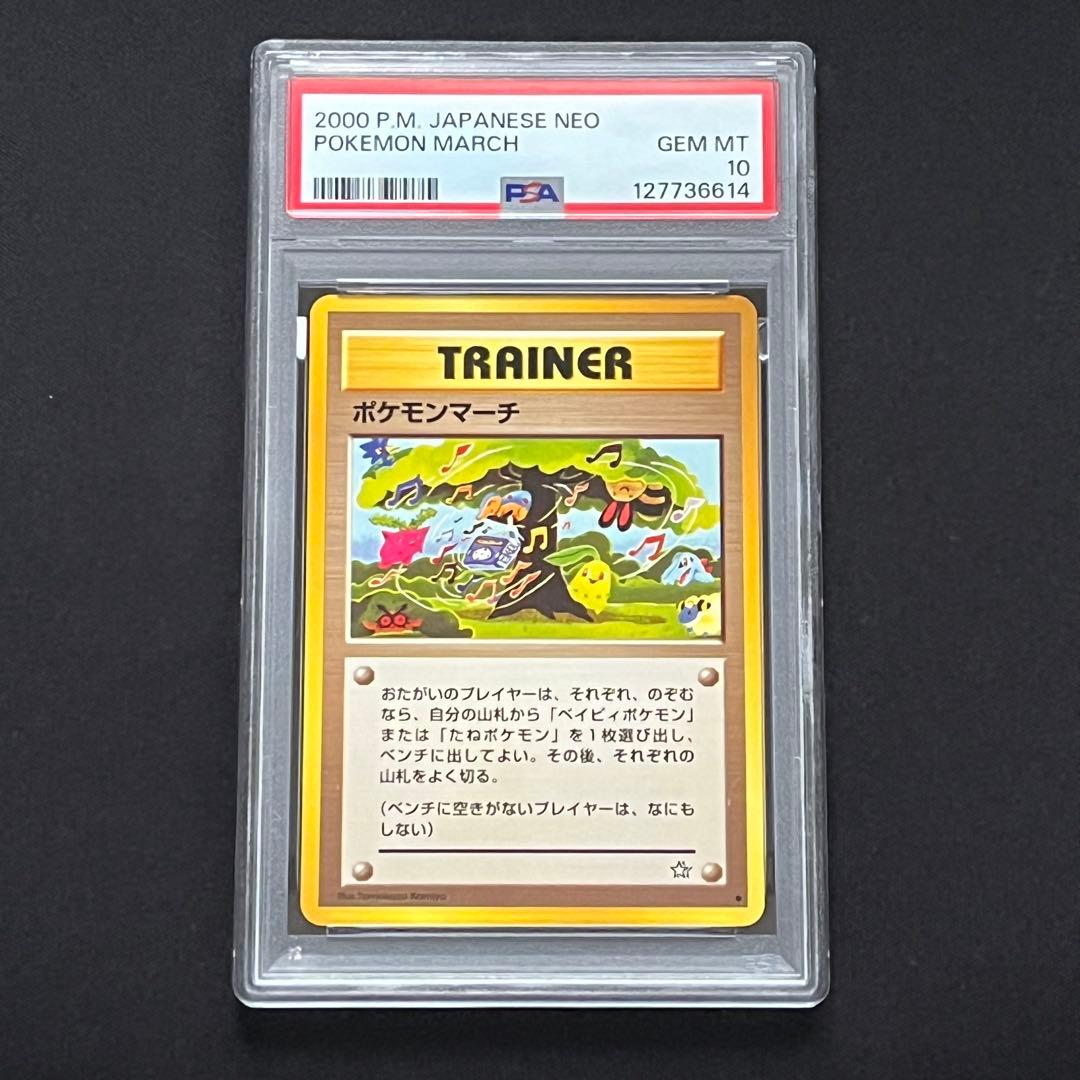 2000 P.M. JAPANESE NEO
POKEMON MARCH
GEM MT
10
PSA
127736614
TRAINER
ポケモンマーチ
おたがいのプレイヤーは、それぞれ、のぞむ
なら、自分の山札から「ベイビィポケモン」
または「たねポケモン」を1枚選び出し、
ベンチに出してよい。その後、それぞれの
山札をよく切る。
(ベンチに空きがないプレイヤーは、なにも
しない)
Illus. Tomokazu Komiya